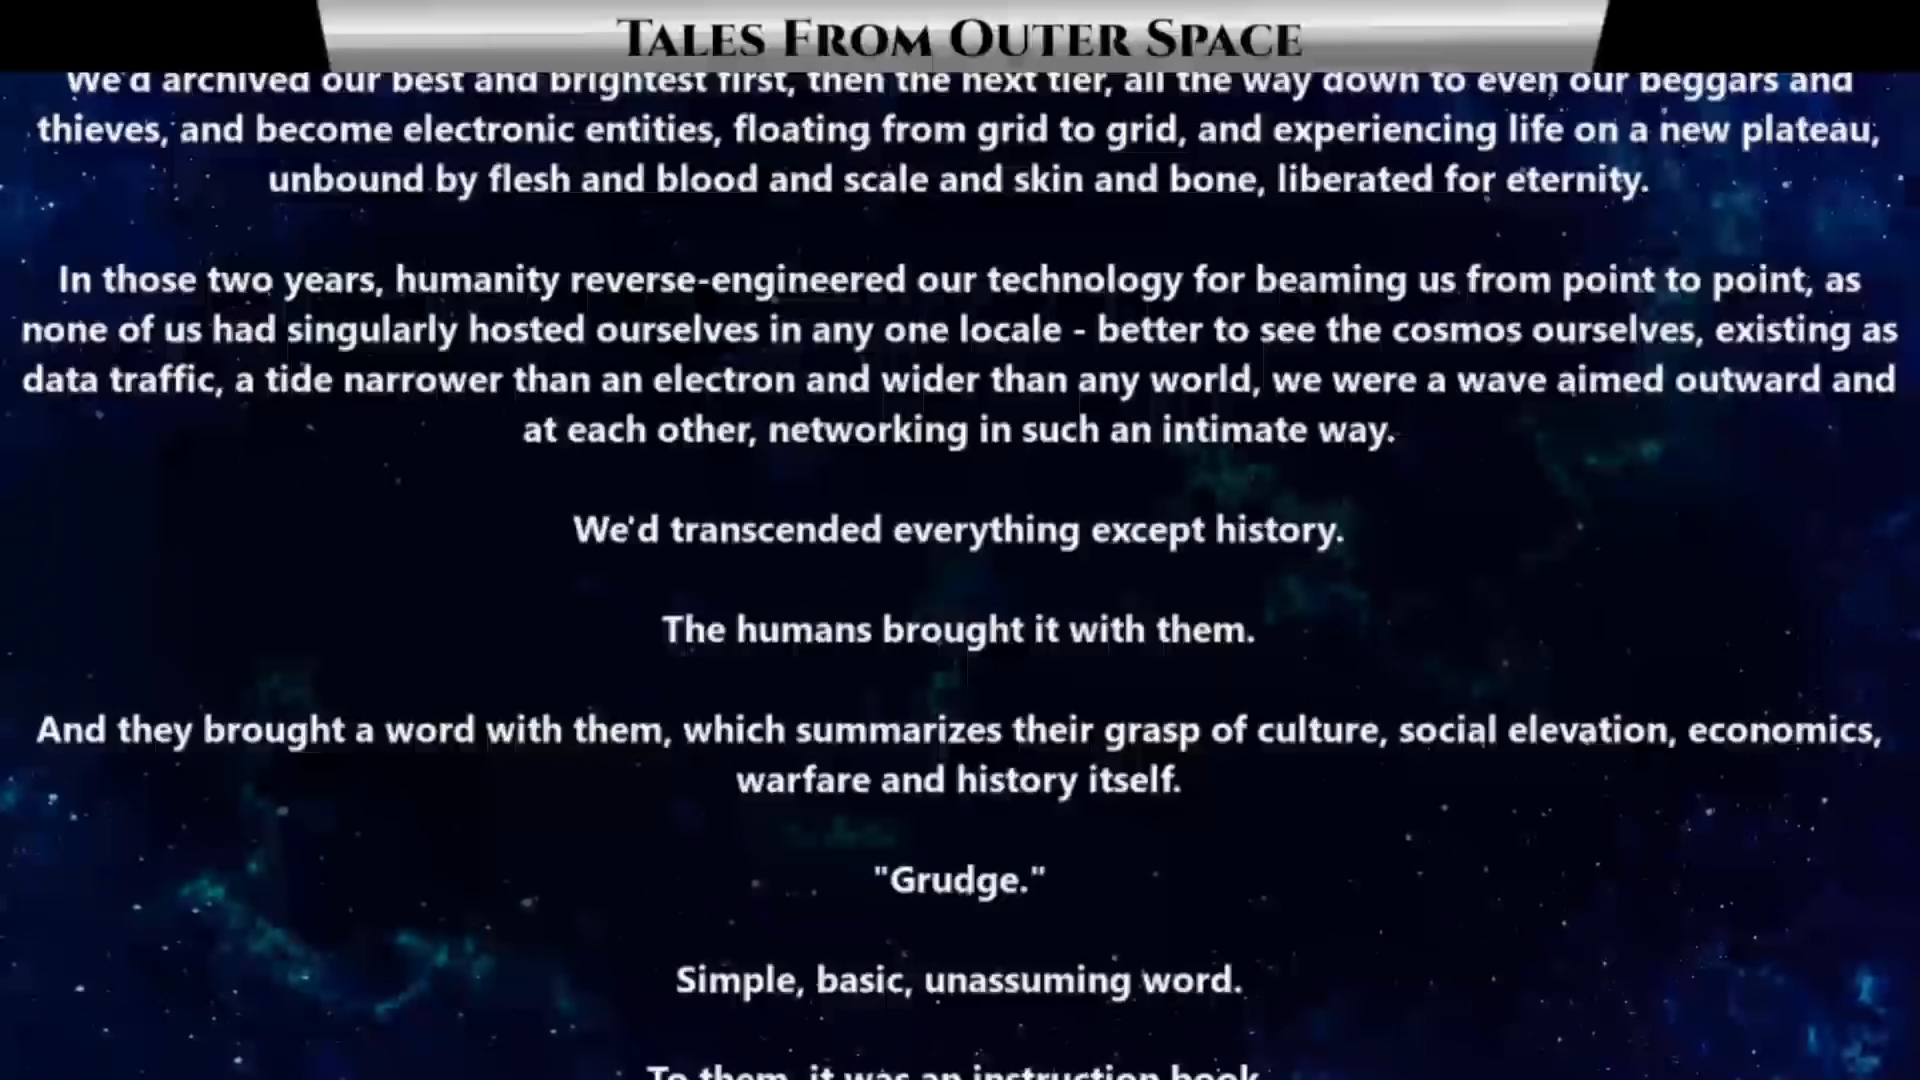 Tales From Outer Space
We'd archived our best and brightest first, then the next tier, all the way down to even our beggars and
thieves, and become electronic entities, floating from grid to grid, and experiencing life on a new plateau,
unbound by flesh and blood and scale and skin and bone, liberated for eternity.
In those two years, humanity reverse-engineered our technology for beaming us from point to point, as
none of us had singularly hosted ourselves in any one locale - better to see the cosmos ourselves, existing as
data traffic, a tide narrower than an electron and wider than any world, we were a wave aimed outward and
at each other, networking in such an intimate way.
We'd transcended everything except history.
The humans brought it with them.
And they brought a word with them, which summarizes their grasp of culture, social elevation, economics,
warfare and history itself.
"Grudge."
Simple, basic, unassuming word.
To them, it was an instruction book.